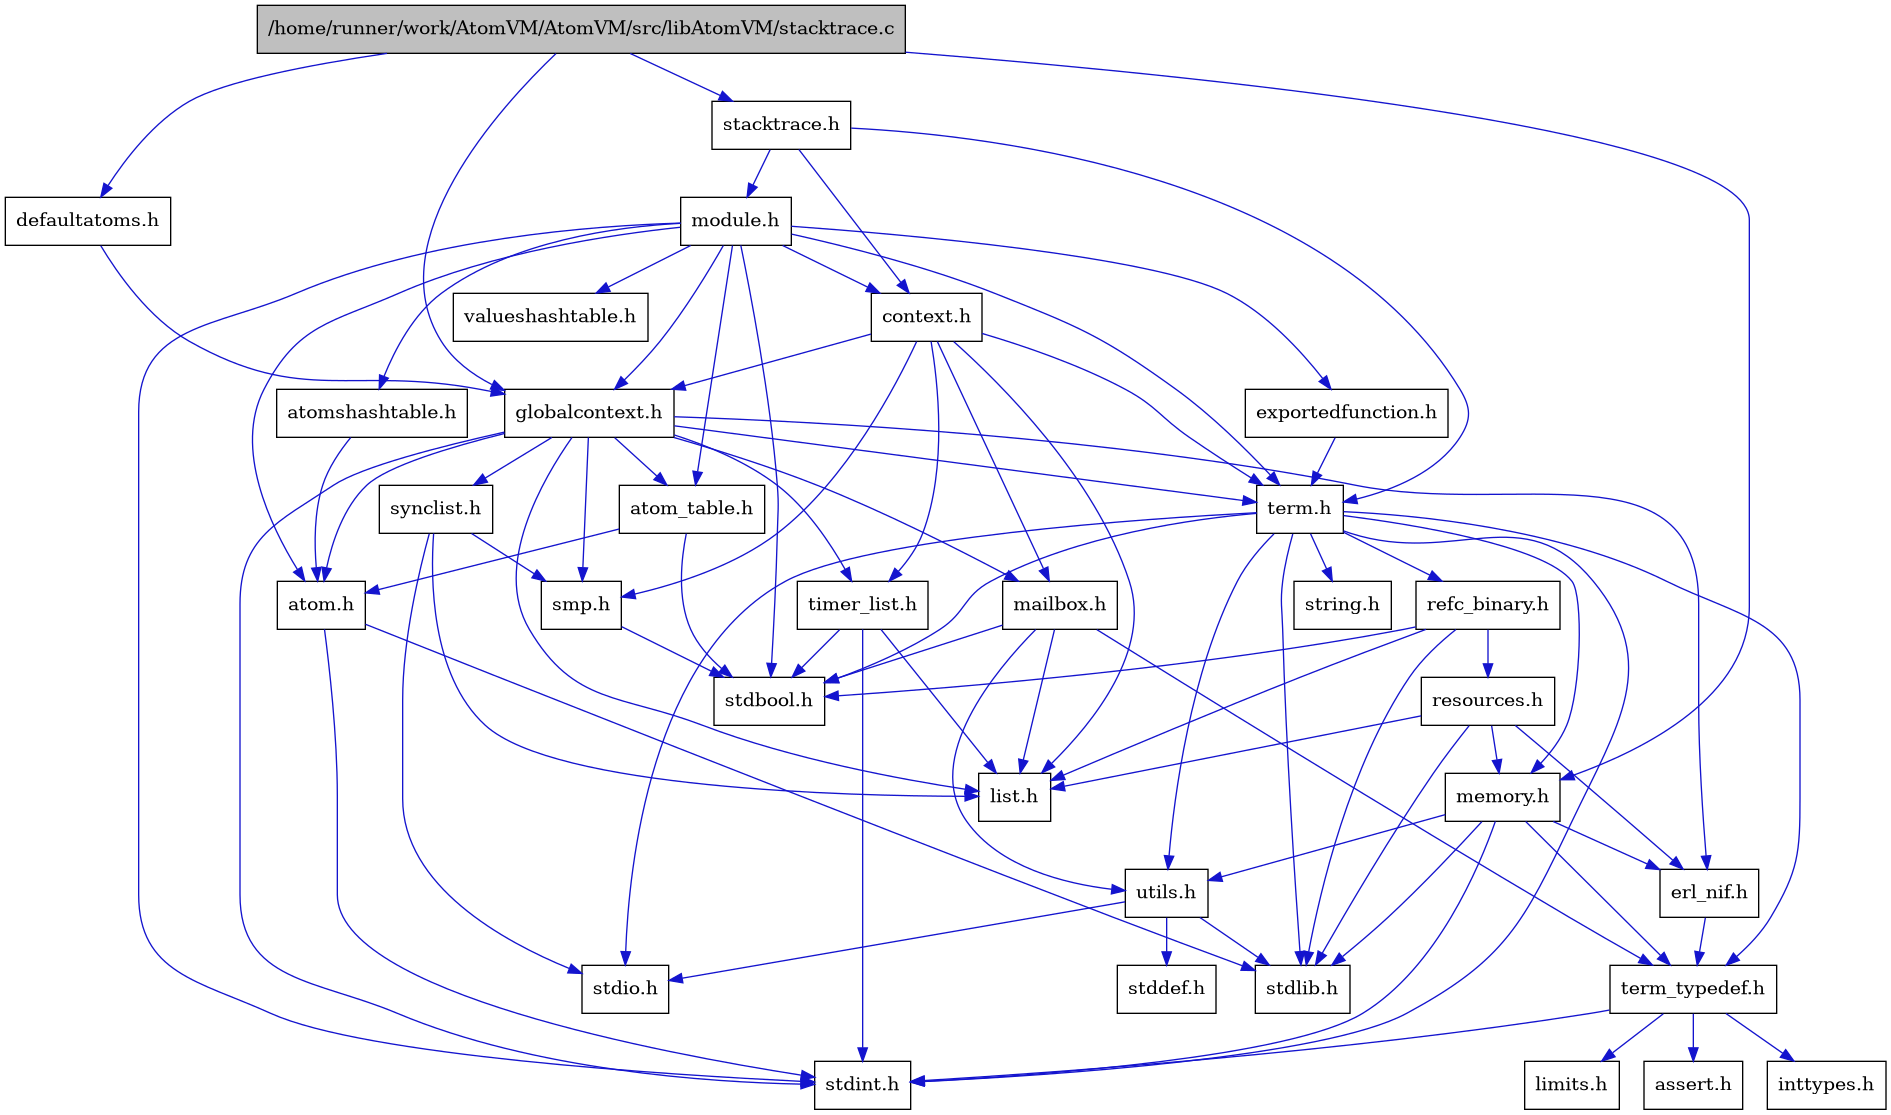 /home/runner/work/AtomVM/AtomVM/src/libAtomVM/stacktrace.c
stacktrace.h
defaultatoms.h
module.h
valueshashtable.h
context.h
atomshashtable.h
globalcontext.h
exportedfunction.h
synclist.h
atom_table.h
term.h
atom.h
smp.h
timer_list.h
mailbox.h
string.h
refc_binary.h
stdbool.h
resources.h
list.h
memory.h
utils.h
erl_nif.h
stdio.h
stddef.h
stdlib.h
term_typedef.h
stdint.h
limits.h
assert.h
inttypes.h